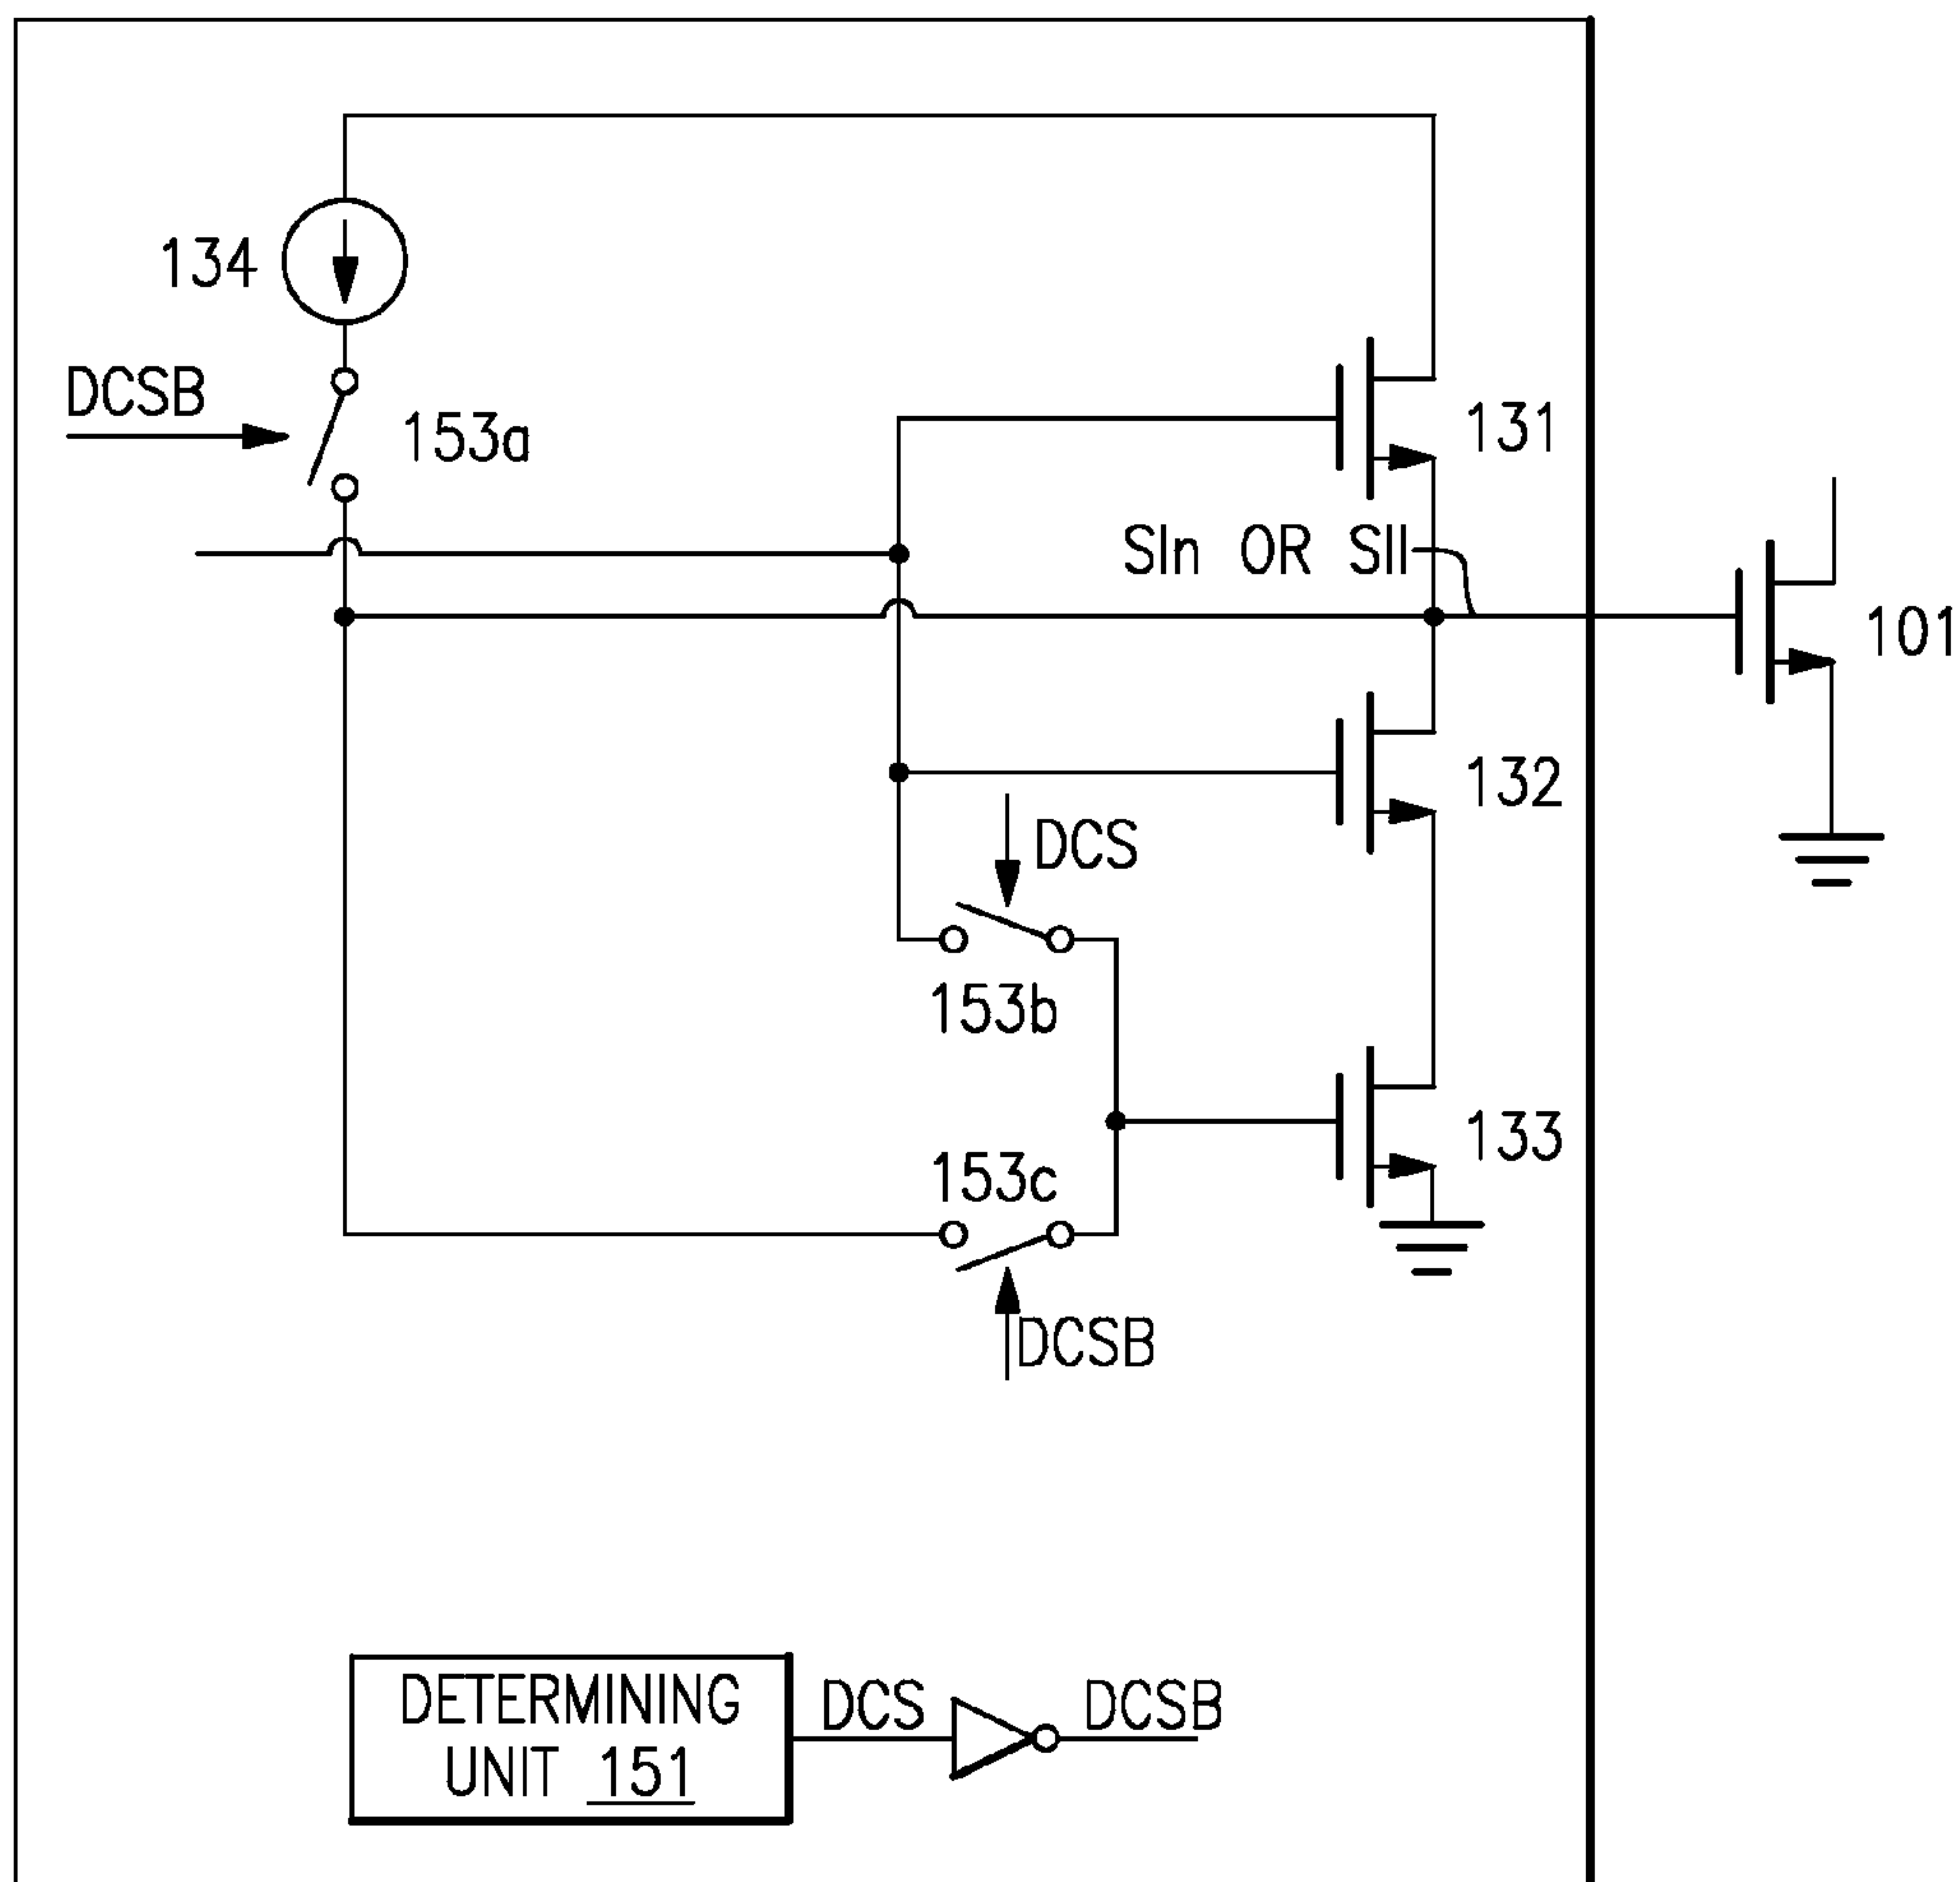 134
DCSB
153a
131
SIn OR SII
101
132
DCS
153b
133
153c
DCSB
DETERMINING
UNIT 151
DCS
DCSB